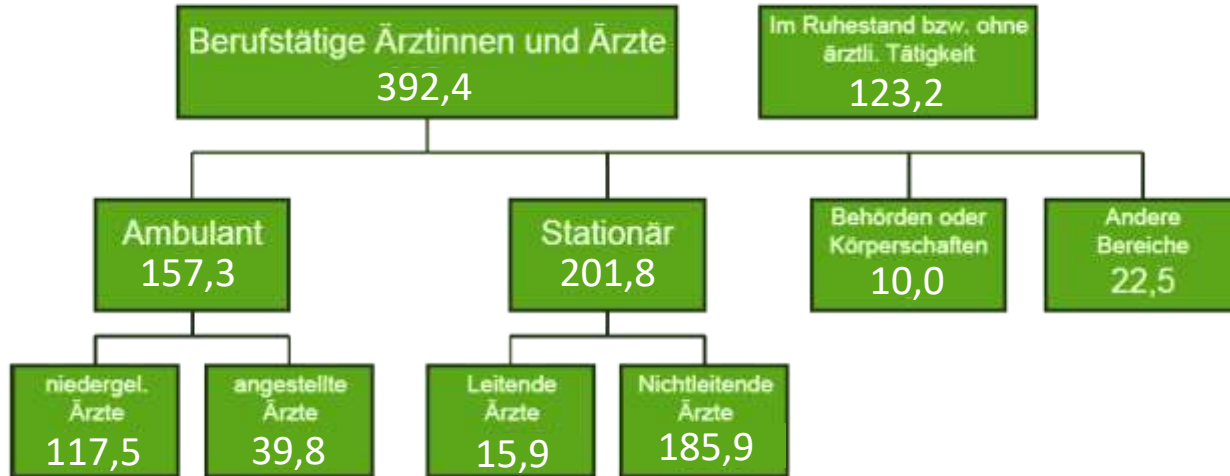 Berufstätige Ärztinnen und Ärzte
392,4
Im Ruhestand bzw. ohne
ärztli. Tätigkeit
123,2
Ambulant
157,3
Stationär
201,8
Behörden oder
Körperschaften
10,0
Andere
Bereiche
22,5
niedergel.
Ärzte
117,5
angestellte
Ärzte
39,8
Leitende
Ärzte
15,9
Nichtleitende
Ärzte
185,9